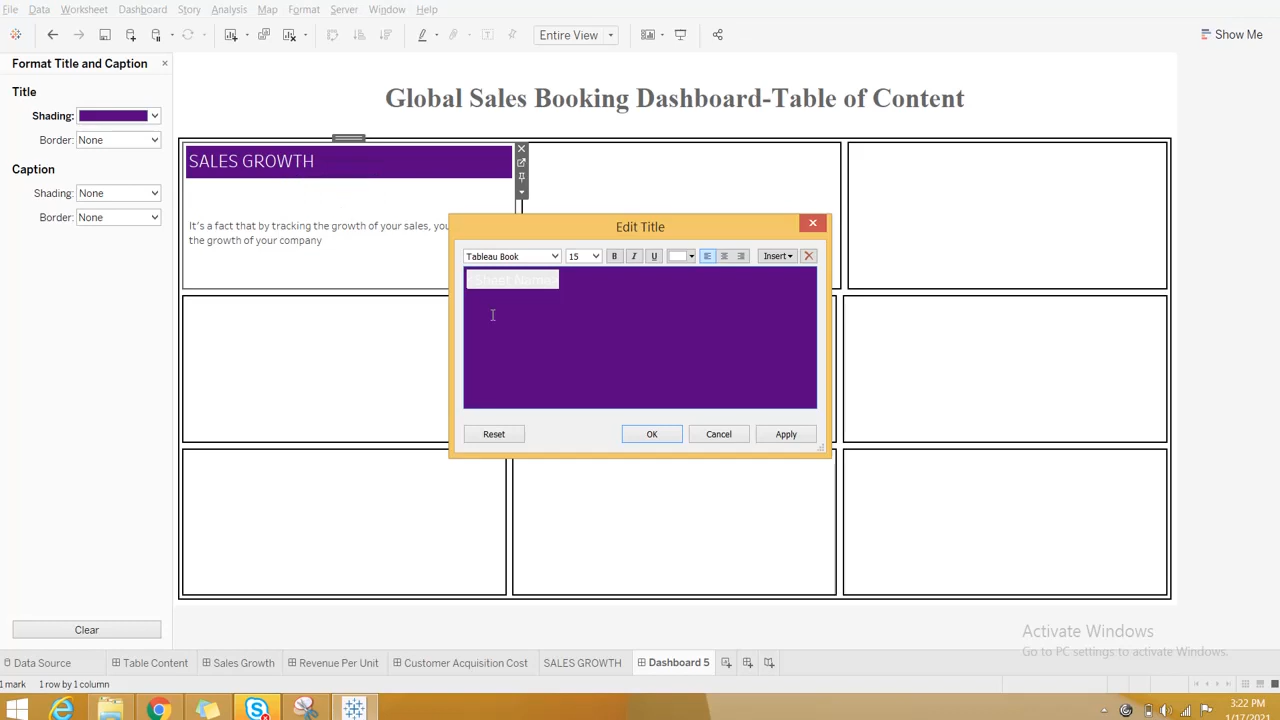 File Data Worksheet Dashboard Story Analysis Map Format Server Window Help
Entire View
Show Me
Format Title and Caption
Title
Shading:
Border: None
Caption
Shading: None
Border: None
Clear
Global Sales Booking Dashboard-Table of Content
SALES GROWTH
It's a fact that by tracking the growth of your sales, you
the growth of your company
Edit Title
Tableau Book 15 B I U Insert
<Sheet Name>
Reset OK Cancel Apply
Activate Windows
Go to PC settings to activate Windows.
Data Source Table Content Sales Growth Revenue Per Unit Customer Acquisition Cost SALES GROWTH Dashboard 5
1 mark 1 row by 1 column
3:22 PM